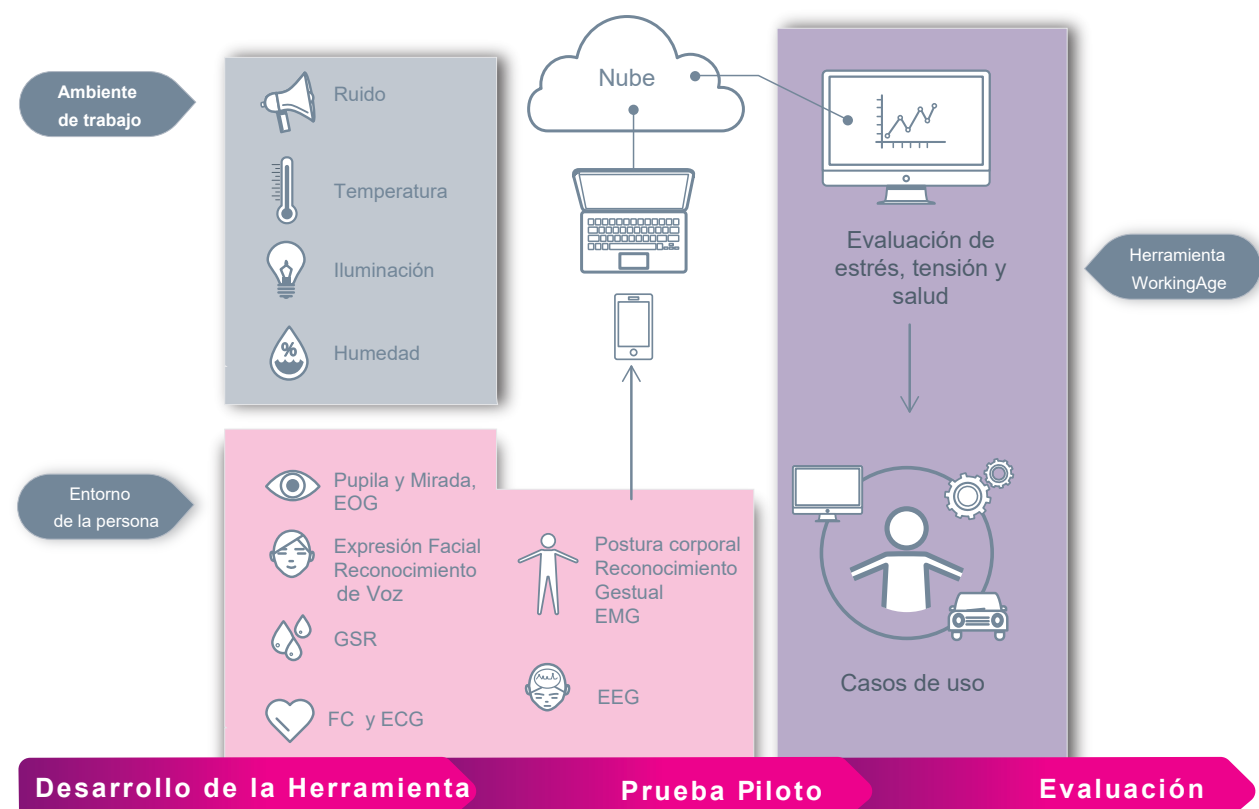 Ambiente
de trabajo
Ruido
Temperatura
Iluminación
%
Humedad
Nube
Evaluación de
estrés, tensión y
salud
Herramienta
WorkingAge
Entorno
de la persona
Pupila y Mirada,
EOG
Expresión Facial
Reconocimiento
de Voz
GSR
FC y ECG
Postura corporal
Reconocimiento
Gestual
EMG
EEG
Casos de uso
Desarrollo de la Herramienta
Prueba Piloto
Evaluación